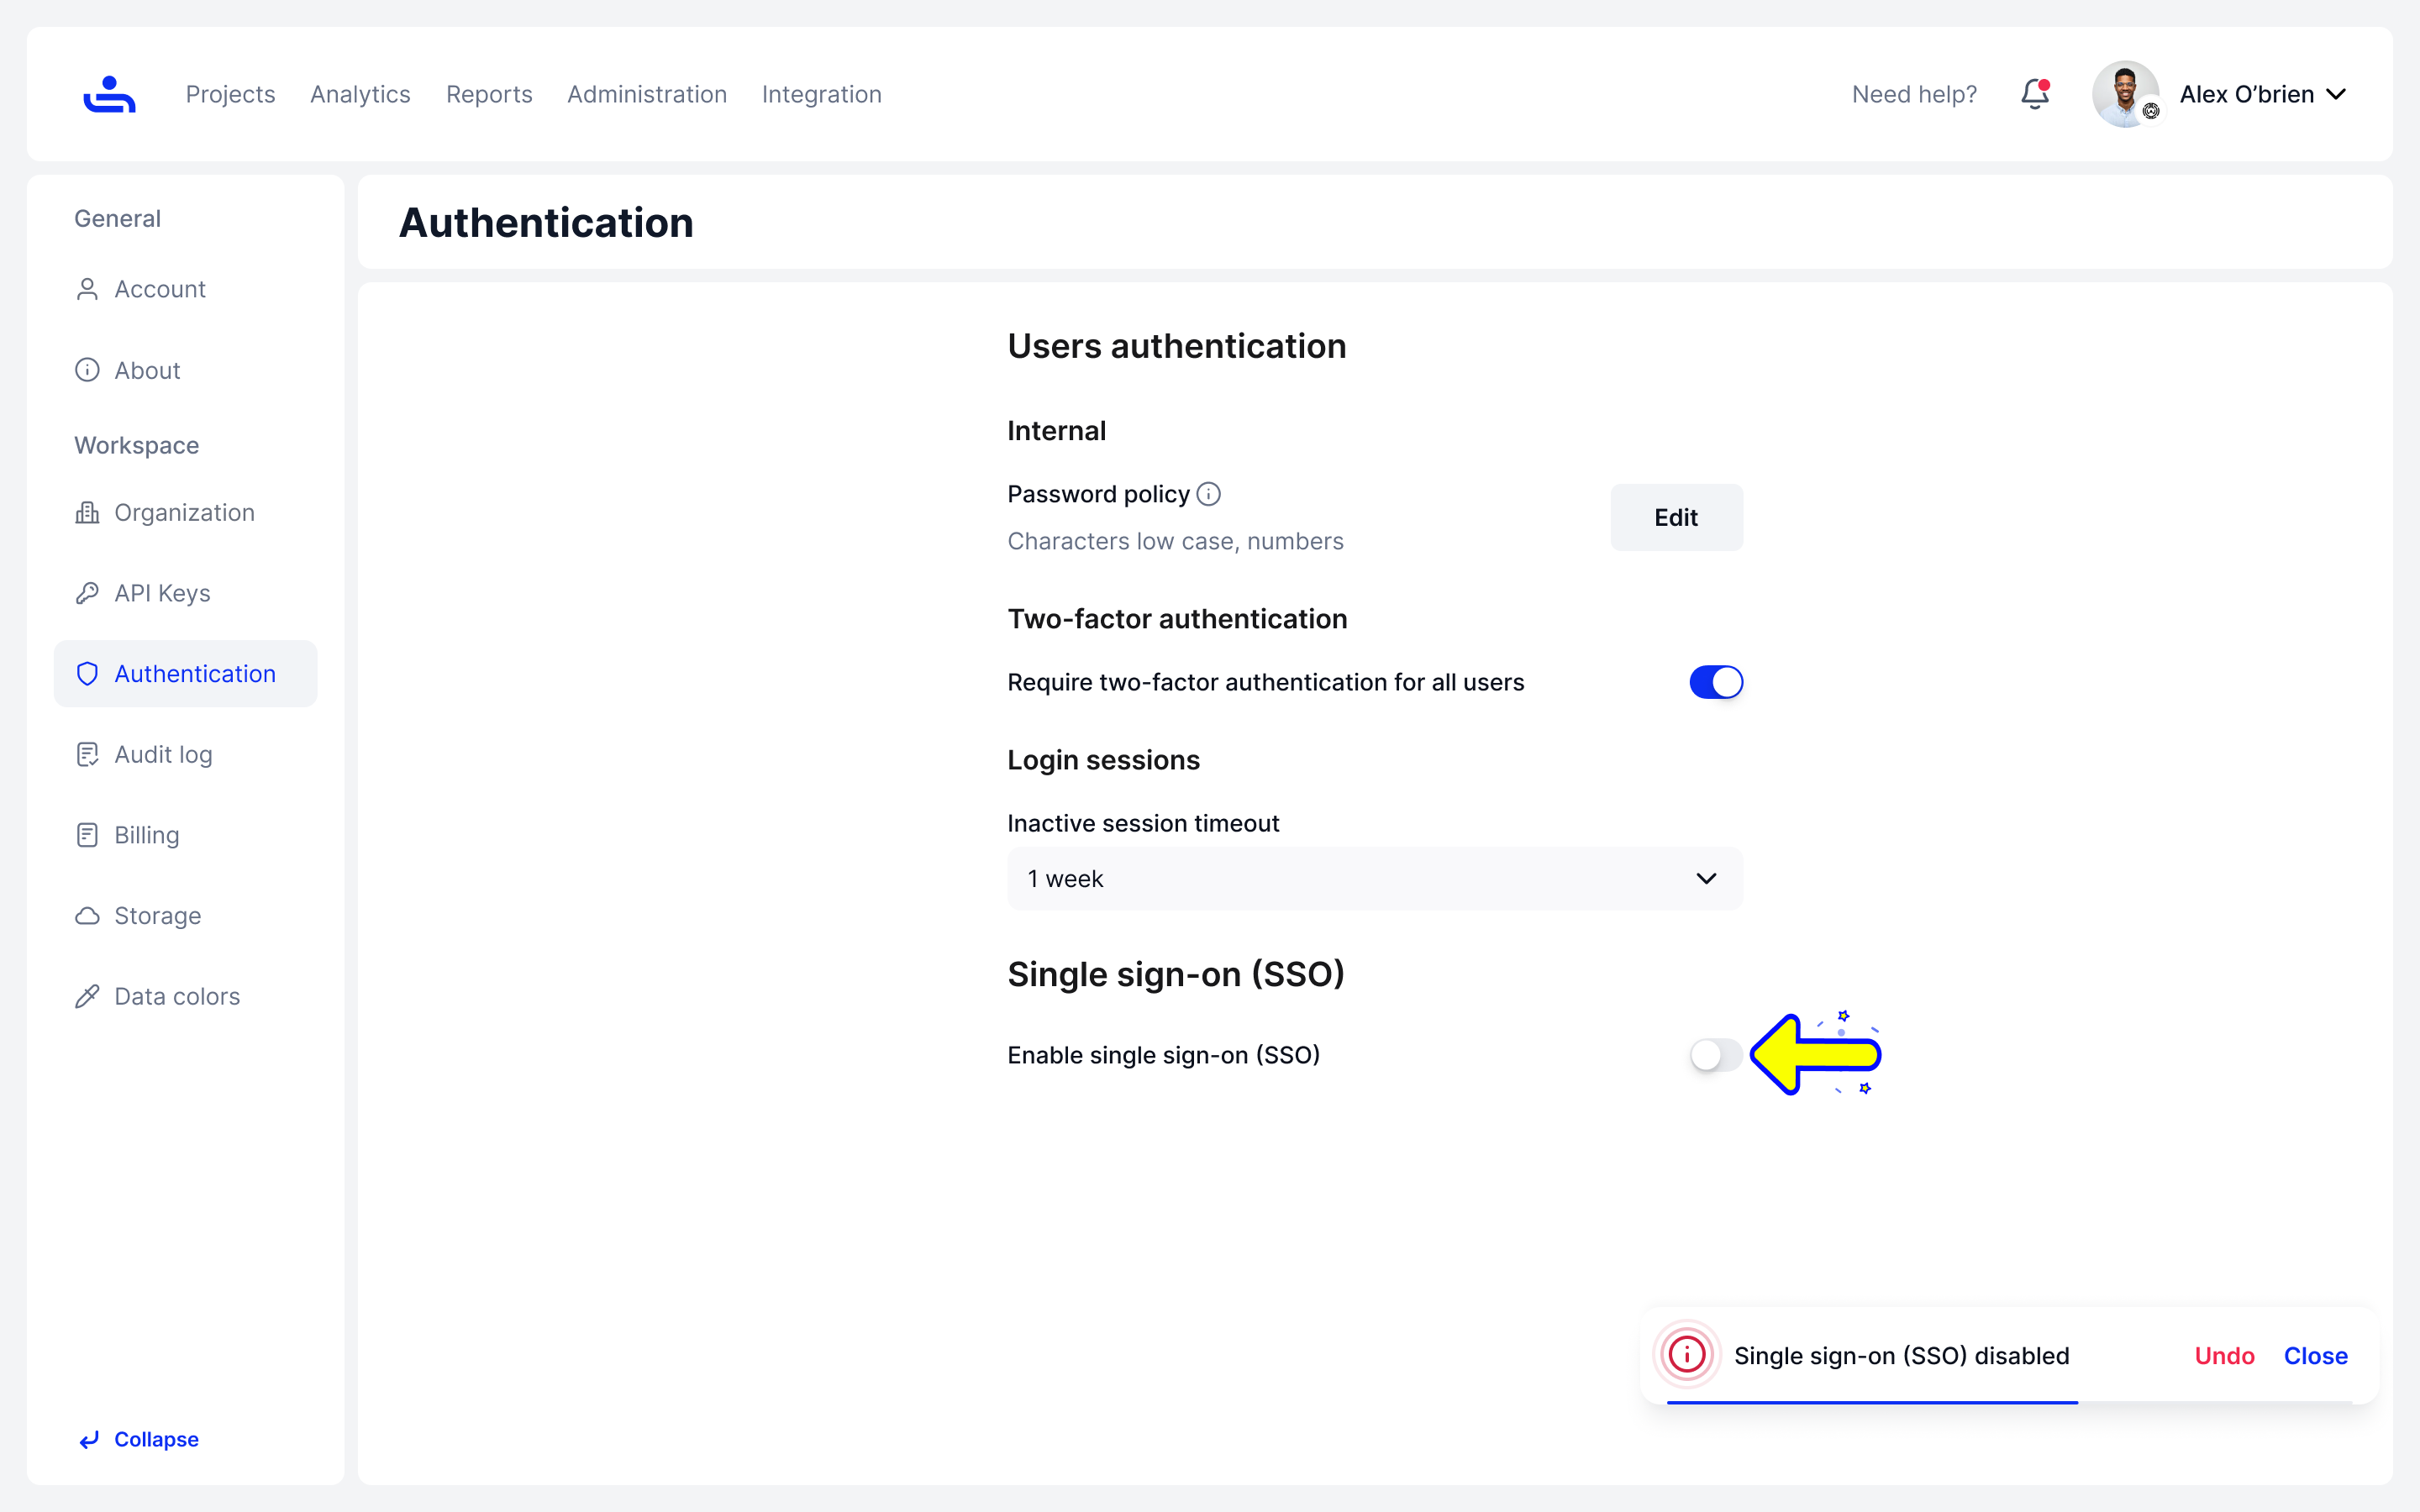 Projects
Analytics
Reports
Administration
Integration
Need help?
Alex O’brien
General
Account
About
Workspace
Organization
API Keys
Authentication
Audit log
Billing
Storage
Data colors
Collapse
Authentication
Users authentication
Internal
Password policy
Characters low case, numbers
Edit
Two-factor authentication
Require two-factor authentication for all users
Login sessions
Inactive session timeout
1 week
Single sign-on (SSO)
Enable single sign-on (SSO)
Single sign-on (SSO) disabled
Undo
Close